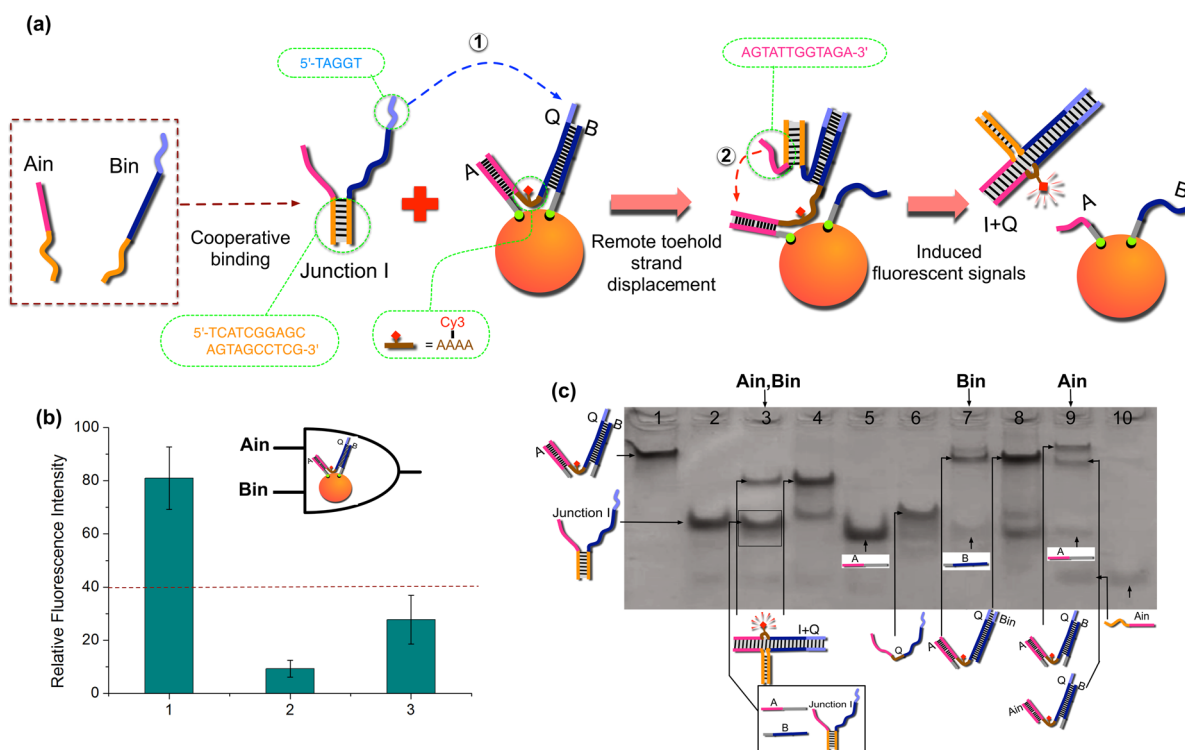 (a)
5'-TAGGT
1
AGTATTGGTAGA-3'
Ain
Bin
Q
B
A
2
Cooperative
binding
Junction I
Remote toehold
strand
displacement
Induced
fluorescent signals
I+Q
A
B
5'-TCATCGGAGC
AGTAGCCTCG-3'
Cy3
= AAAA
(b)
Relative Fluorescence Intensity
100
80
60
40
20
0
1
2
3
Ain
Bin
A
Q
B
(c)
Ain,Bin
Bin
Ain
1 2 3 4 5 6 7 8 9 10
Q
B
A
Junction I
A
B
A
I+Q
Q
Q
Bin
A
Q
B
A
Ain
Q
B
Ain
A
Junction I
B